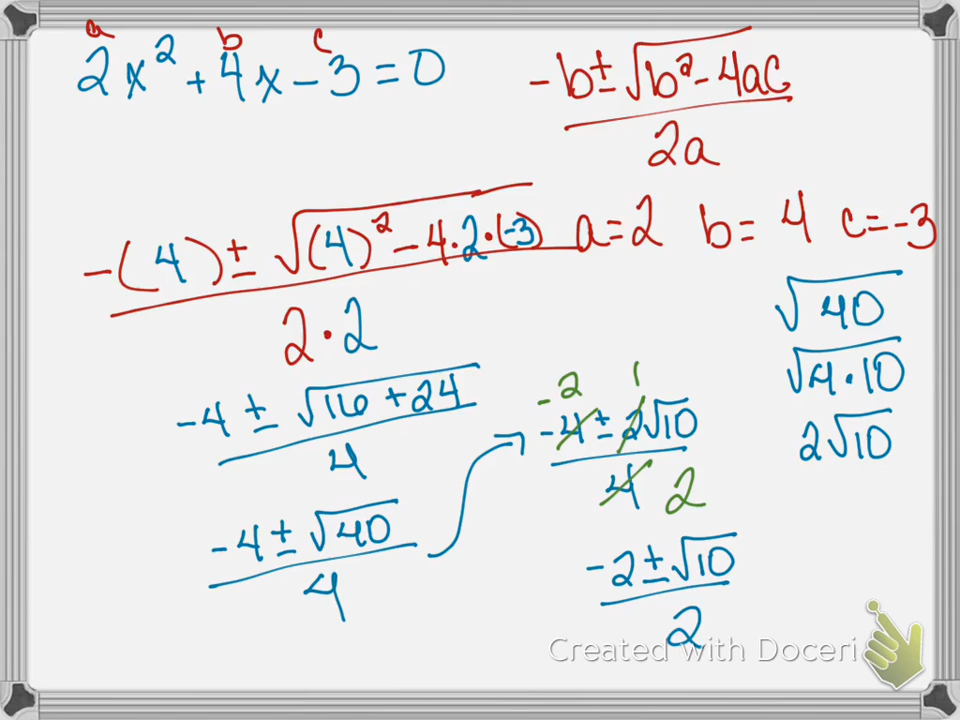 a b c
2x² + 4x - 3 = 0
-b ± √b² - 4ac
2a
-(4) ± √(4)² - 4·2·(-3)
2 · 2
a = 2 b = 4 c = -3
-4 ± √16 + 24
4
-4 ± √40
4
-2 1
-4 ± 2√10
4 2
-2 ± √10
2
√40
√4·10
2√10
Created with Doceri